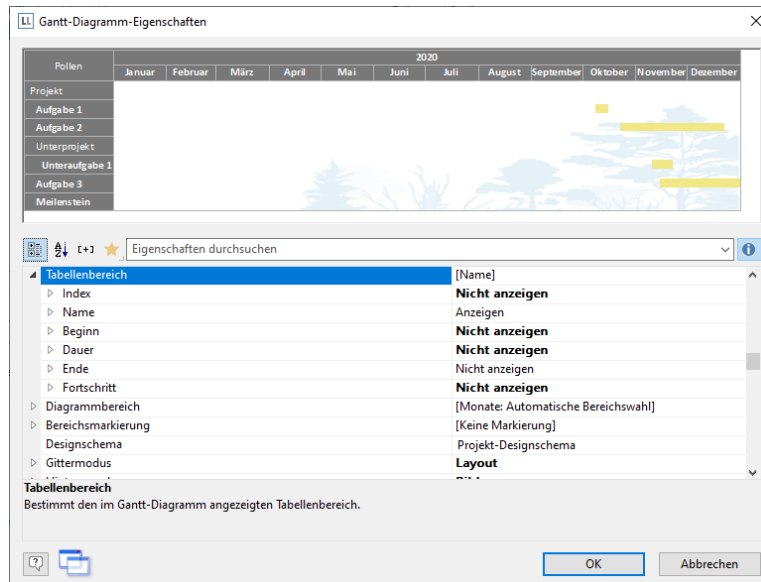 LL Gantt-Diagramm-Eigenschaften
Pollen
2020
Januar Februar März April Mai Juni Juli August September Oktober November Dezember
Projekt
Aufgabe 1
Aufgabe 2
Unterprojekt
Unteraufgabe 1
Aufgabe 3
Meilenstein
Eigenschaften durchsuchen
Tabellenbereich [Name]
Index Nicht anzeigen
Name Anzeigen
Beginn Nicht anzeigen
Dauer Nicht anzeigen
Ende Nicht anzeigen
Fortschritt Nicht anzeigen
Diagrammbereich [Monate: Automatische Bereichswahl]
Bereichsmarkierung [Keine Markierung]
Designschema Projekt-Designschema
Gittermodus Layout
Tabellenbereich
Bestimmt den im Gantt-Diagramm angezeigten Tabellenbereich.
OK Abbrechen